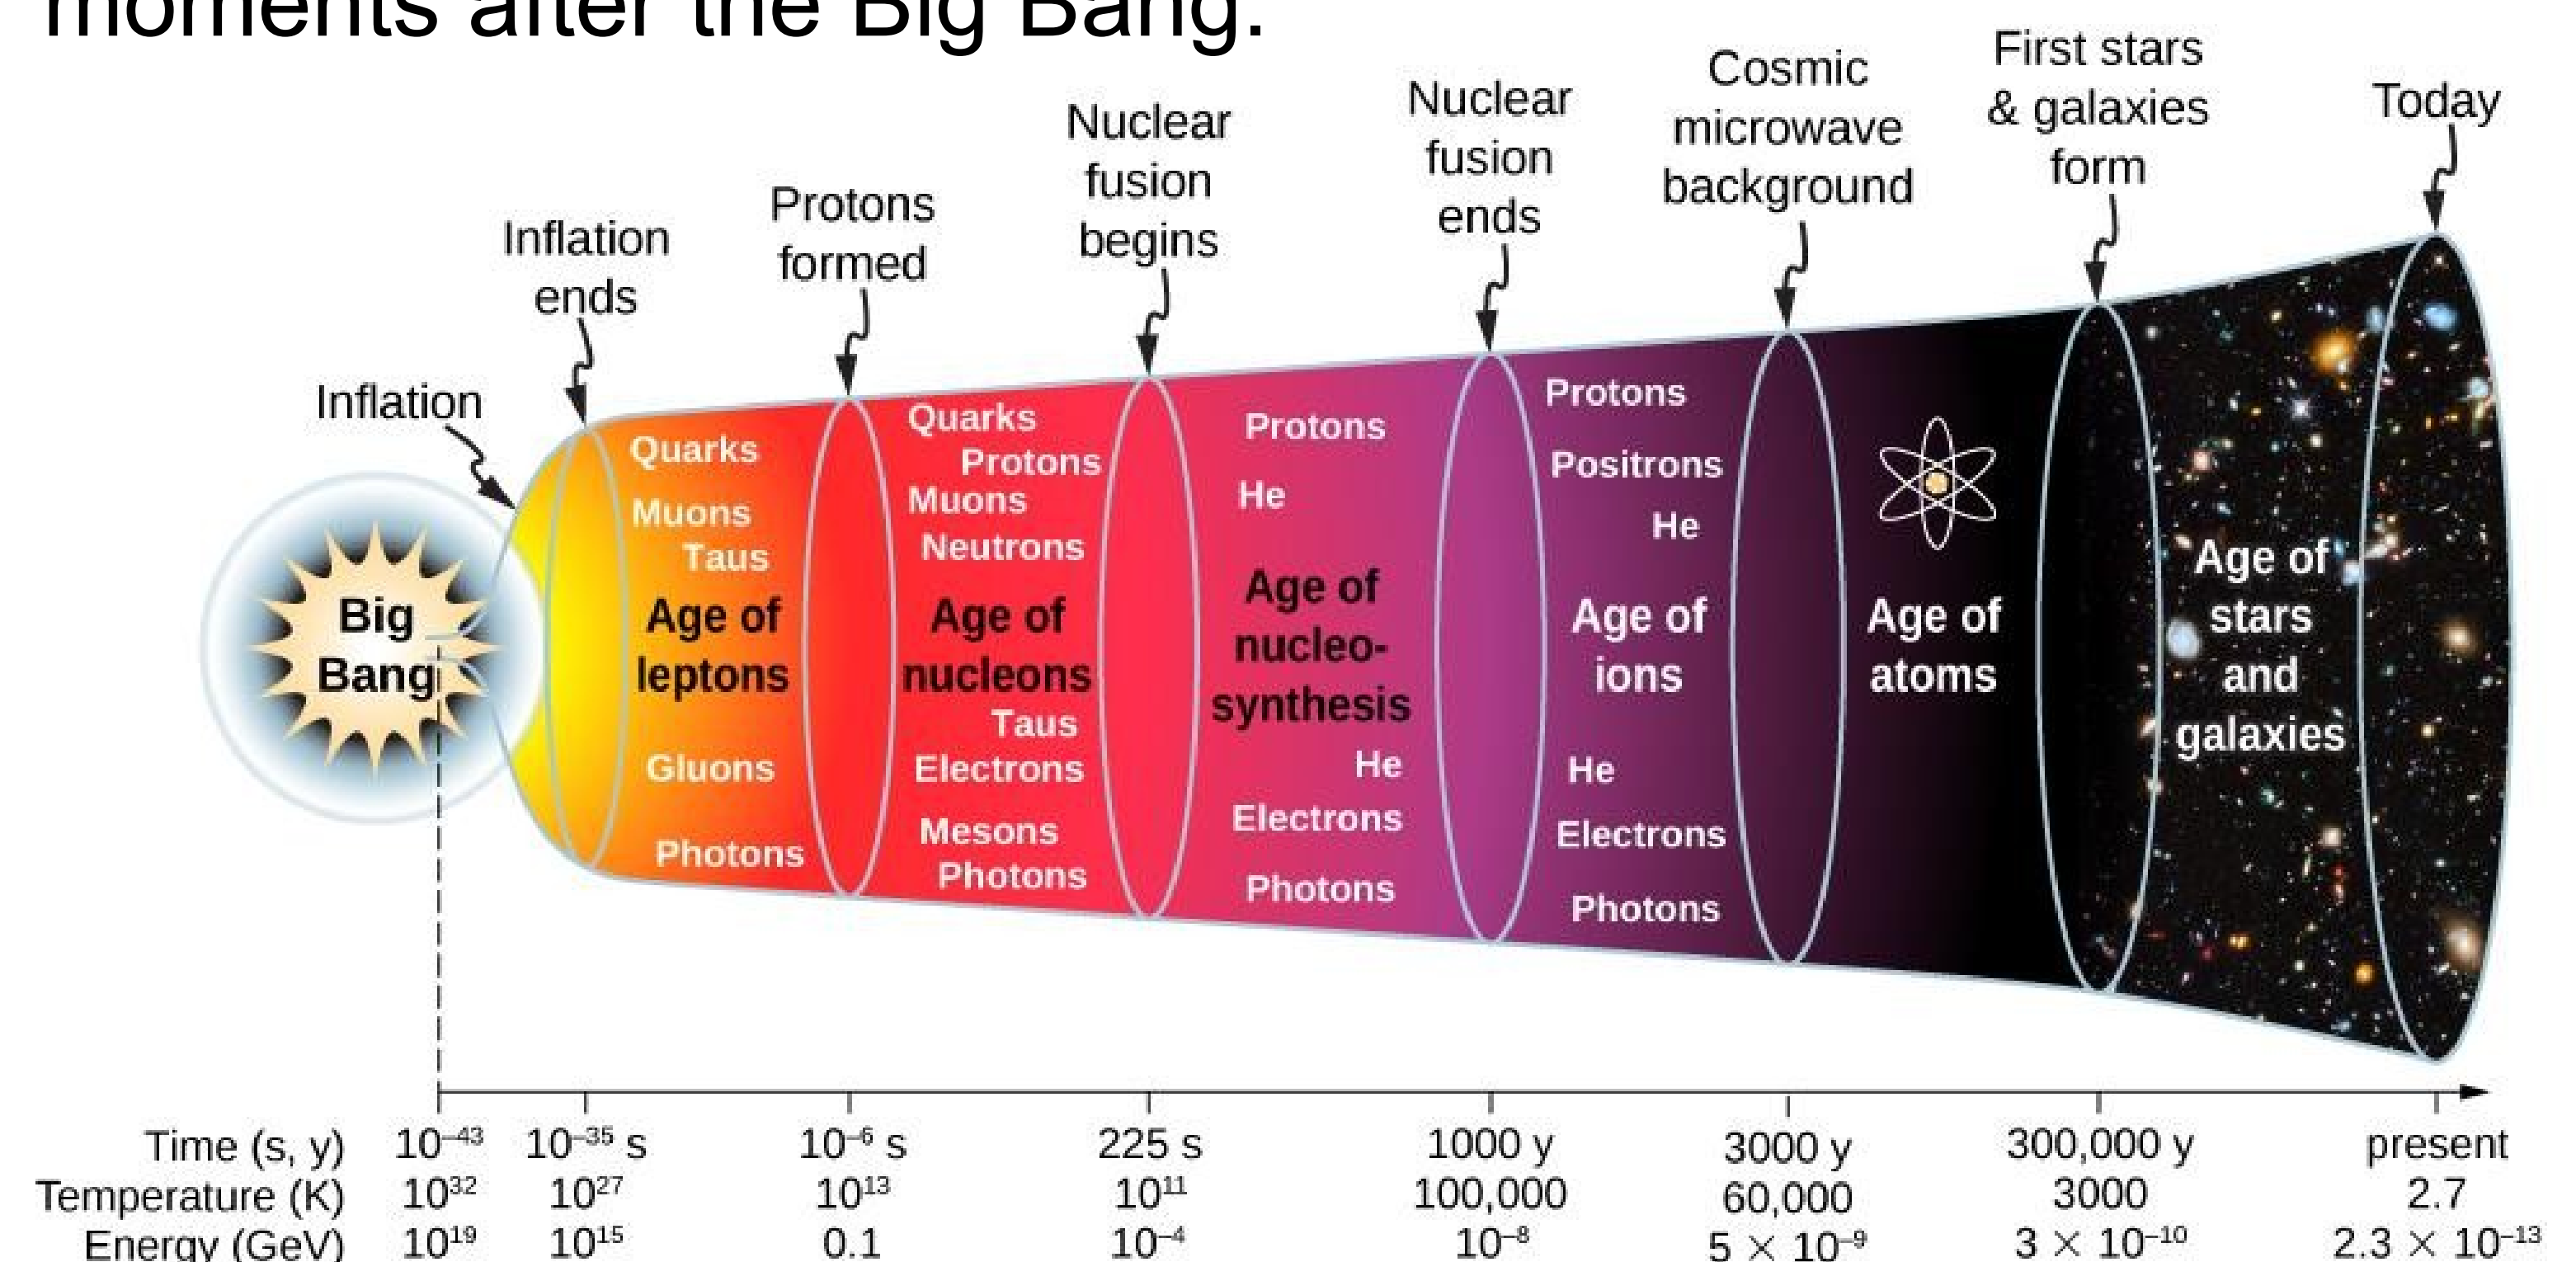 moments after the Big Bang.
Inflation
Inflation
ends
Protons
formed
Nuclear
fusion
begins
Nuclear
fusion
ends
Cosmic
microwave
background
First stars
& galaxies
form
Today
Big
Bang
Quarks
Muons
Taus
Age of
leptons
Gluons
Photons
Quarks
Protons
Muons
Neutrons
Age of
nucleons
Taus
Electrons
Mesons
Photons
Protons
He
Age of
nucleo-
synthesis
He
Electrons
Photons
Protons
Positrons
He
Age of
ions
He
Electrons
Photons
Age of
atoms
Age of
stars
and
galaxies
Time (s, y) 10⁻⁴³ 10⁻³⁵ s 10⁻⁶ s 225 s 1000 y 3000 y 300,000 y present
Temperature (K) 10³² 10²⁷ 10¹³ 10¹¹ 100,000 60,000 3000 2.7
Energy (GeV) 10¹⁹ 10¹⁵ 0.1 10⁻⁴ 10⁻⁸ 5 × 10⁻⁹ 3 × 10⁻¹⁰ 2.3 × 10⁻¹³